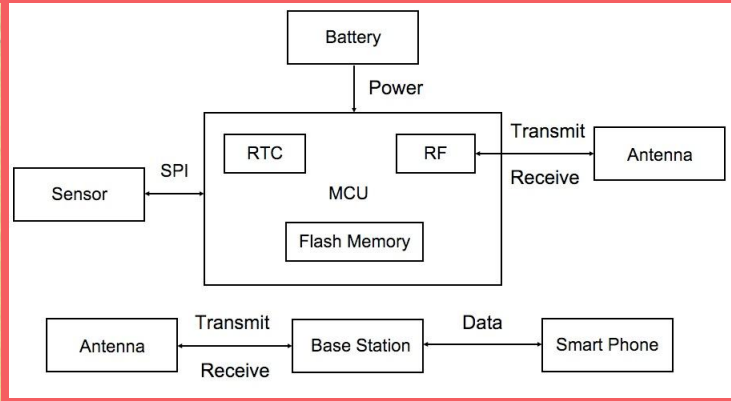 Battery
Power
RTC
RF
Transmit
Receive
Antenna
SPI
Sensor
MCU
Flash Memory
Antenna
Transmit
Receive
Base Station
Data
Smart Phone